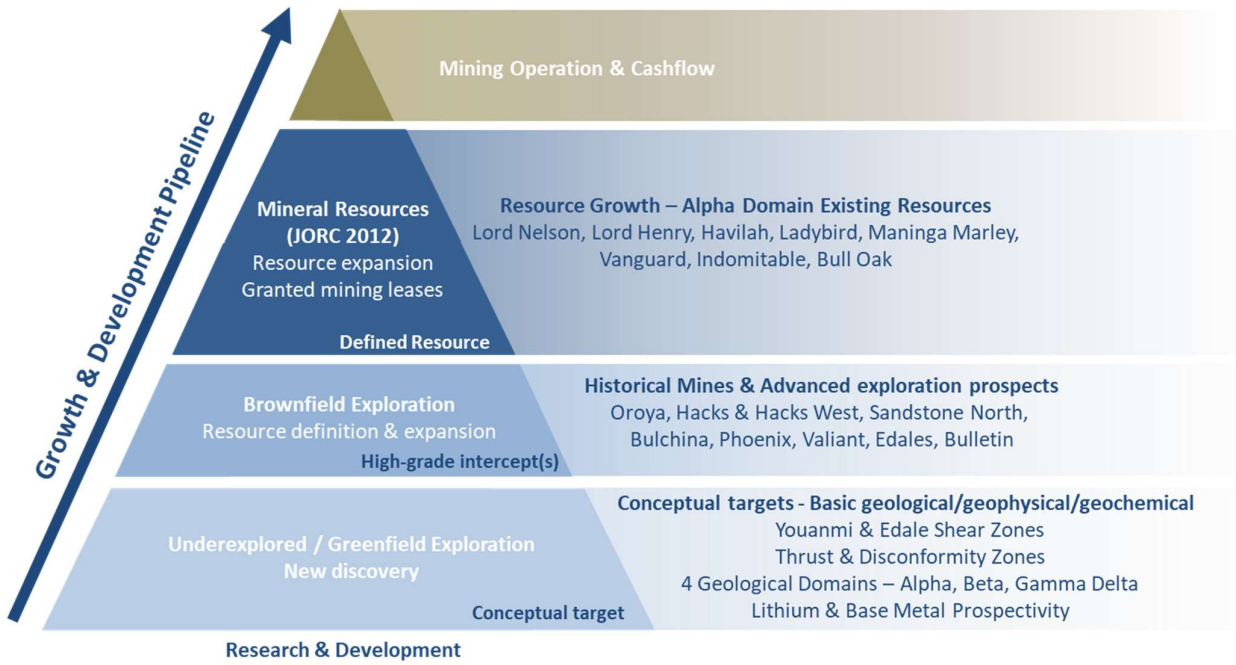 Growth & Development Pipeline
Mining Operation & Cashflow
Mineral Resources
(JORC 2012)
Resource expansion
Granted mining leases
Defined Resource
Resource Growth – Alpha Domain Existing Resources
Lord Nelson, Lord Henry, Havilah, Ladybird, Maninga Marley,
Vanguard, Indomitable, Bull Oak
Brownfield Exploration
Resource definition & expansion
High-grade intercept(s)
Historical Mines & Advanced exploration prospects
Oroya, Hacks & Hacks West, Sandstone North,
Bulchina, Phoenix, Valiant, Edales, Bulletin
Underexplored / Greenfield Exploration
New discovery
Conceptual target
Conceptual targets - Basic geological/geophysical/geochemical
Youanmi & Edale Shear Zones
Thrust & Disconformity Zones
4 Geological Domains – Alpha, Beta, Gamma Delta
Lithium & Base Metal Prospectivity
Research & Development